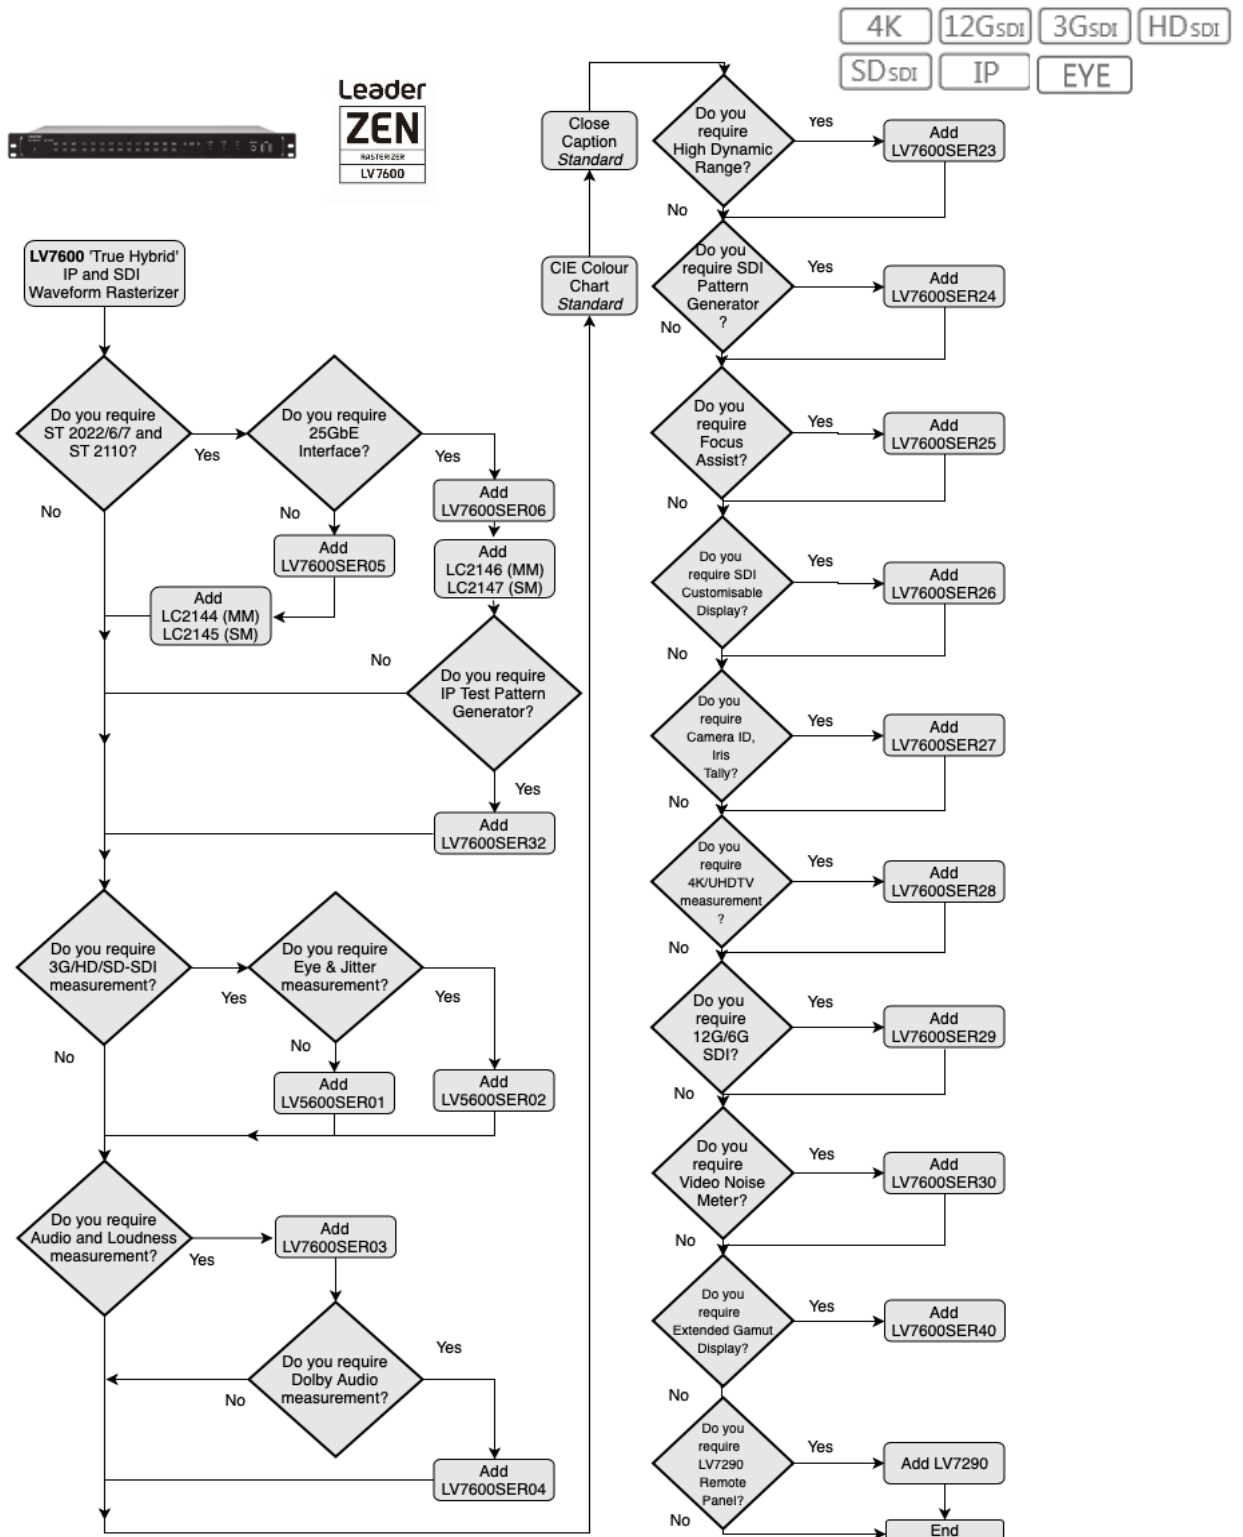 4K
12GSDI
3GSDI
HDSDI
SDSDI
IP
EYE
Leader
ZEN
RASTERIZER
LV7600
LV7600 'True Hybrid'
IP and SDI
Waveform Rasterizer
Do you require
ST 2022/6/7 and
ST 2110?
Yes
No
Do you require
25GbE
Interface?
Yes
No
Add
LV7600SER06
Add
LV7600SER05
Add
LC2146 (MM)
LC2147 (SM)
Add
LC2144 (MM)
LC2145 (SM)
No
Do you require
IP Test Pattern
Generator?
Yes
Add
LV7600SER32
Do you require
3G/HD/SD-SDI
measurement?
Yes
No
Do you require
Eye & Jitter
measurement?
Yes
No
Add
LV5600SER01
Add
LV5600SER02
Do you require
Audio and Loudness
measurement?
Yes
Add
LV7600SER03
Do you require
Dolby Audio
measurement?
Yes
No
Add
LV7600SER04
CIE Colour
Chart
Standard
Close
Caption
Standard
Do you
require
High Dynamic
Range?
Yes
Add
LV7600SER23
No
Do you
require SDI
Pattern
Generator
?
Yes
Add
LV7600SER24
No
Do you
require
Focus
Assist?
Yes
Add
LV7600SER25
No
Do you
require SDI
Customisable
Display?
Yes
Add
LV7600SER26
No
Do you
require
Camera ID,
Iris
Tally?
Yes
Add
LV7600SER27
No
Do you
require
4K/UHDTV
measurement
?
Yes
Add
LV7600SER28
No
Do you
require
12G/6G
SDI?
Yes
Add
LV7600SER29
No
Do you
require
Video Noise
Meter?
Yes
Add
LV7600SER30
No
Do you
require
Extended Gamut
Display?
Yes
Add
LV7600SER40
No
Do you
require
LV7290
Remote
Panel?
Yes
Add LV7290
No
End